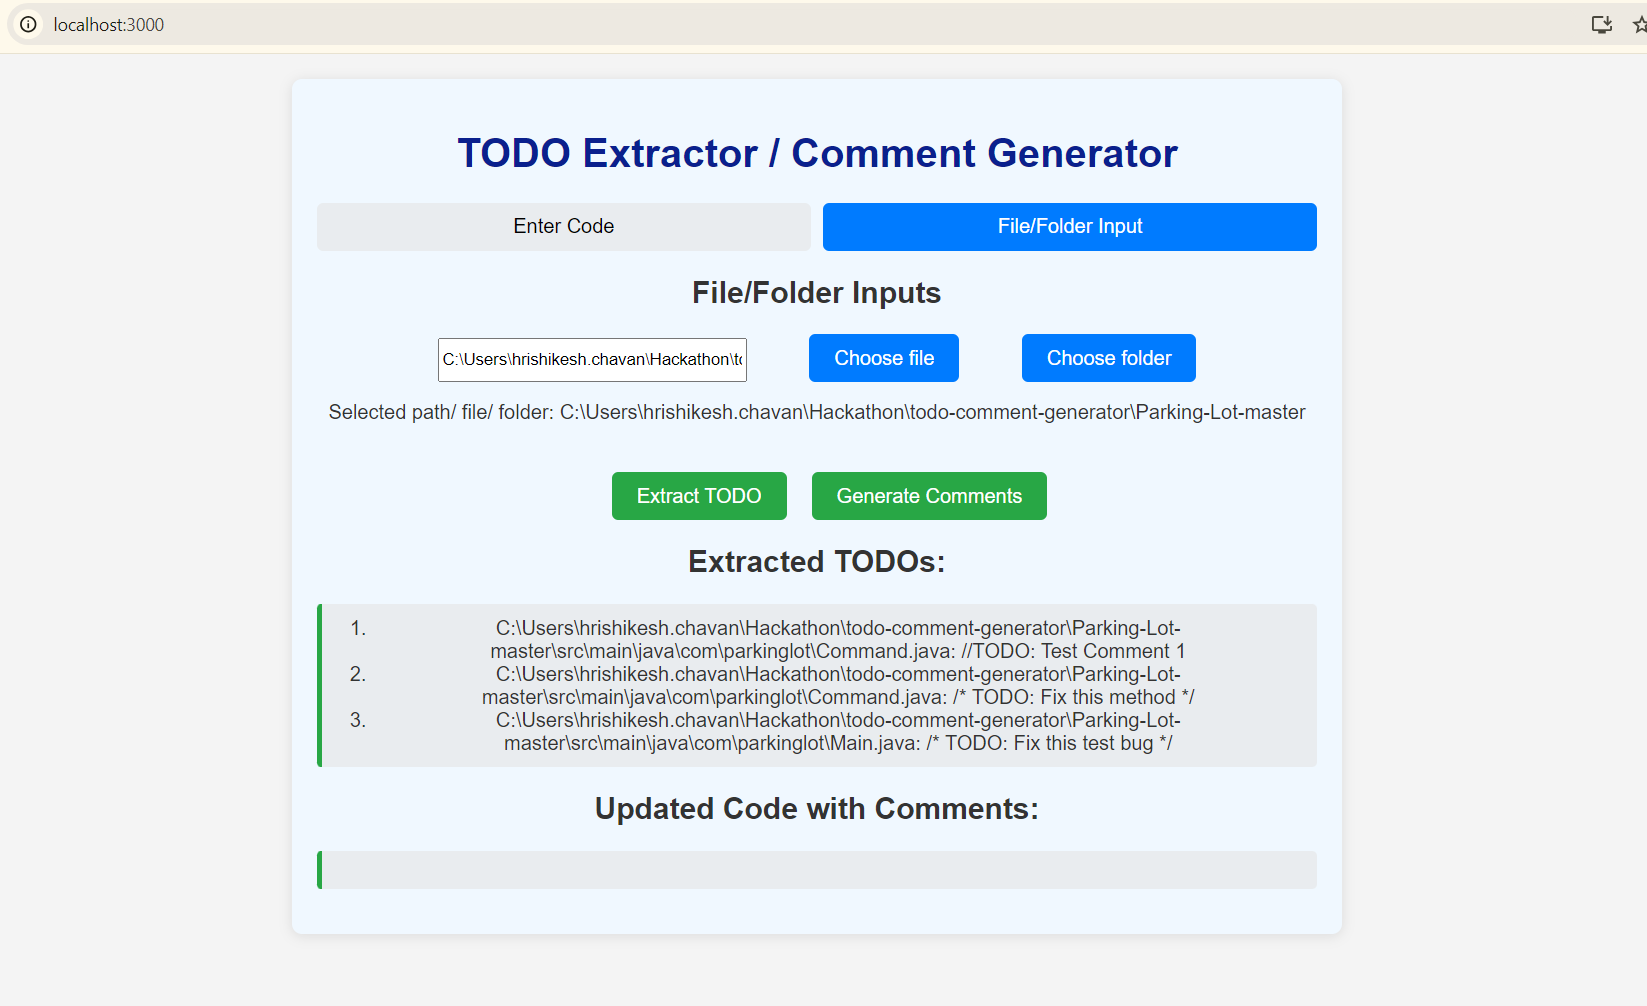 localhost:3000
TODO Extractor / Comment Generator
Enter Code
File/Folder Input
File/Folder Inputs
C:\Users\hrishikesh.chavan\Hackathon\to
Choose file
Choose folder
Selected path/ file/ folder: C:\Users\hrishikesh.chavan\Hackathon\todo-comment-generator\Parking-Lot-master
Extract TODO
Generate Comments
Extracted TODOs:
1. C:\Users\hrishikesh.chavan\Hackathon\todo-comment-generator\Parking-Lot-
master\src\main\java\com\parkinglot\Command.java: //TODO: Test Comment 1
2. C:\Users\hrishikesh.chavan\Hackathon\todo-comment-generator\Parking-Lot-
master\src\main\java\com\parkinglot\Command.java: /* TODO: Fix this method */
3. C:\Users\hrishikesh.chavan\Hackathon\todo-comment-generator\Parking-Lot-
master\src\main\java\com\parkinglot\Main.java: /* TODO: Fix this test bug */
Updated Code with Comments: